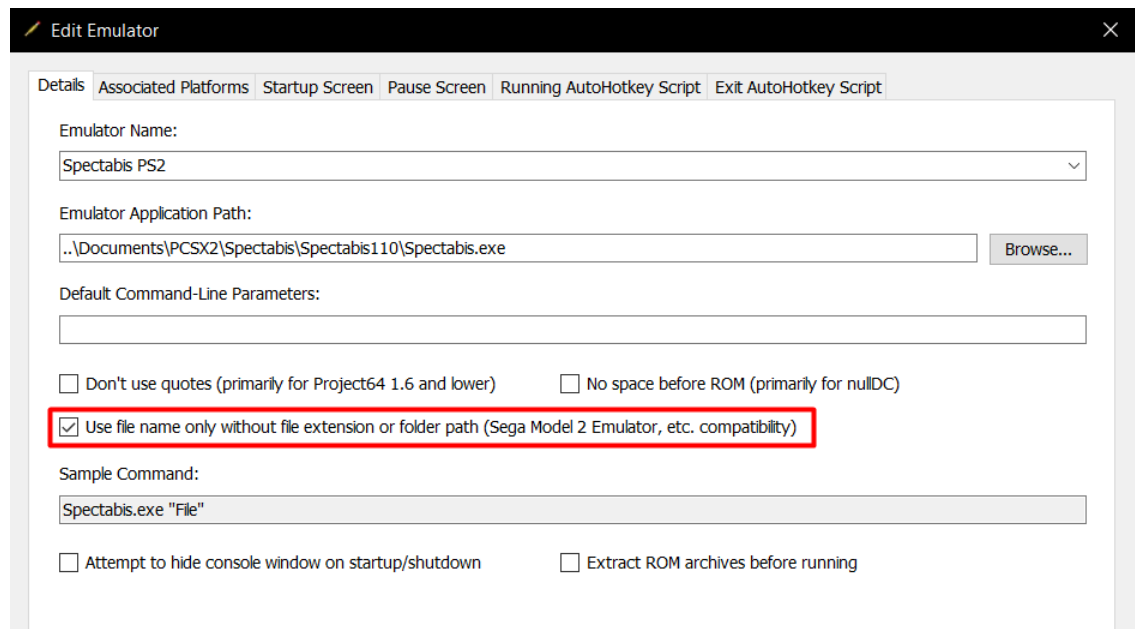 Edit Emulator
Details Associated Platforms Startup Screen Pause Screen Running AutoHotkey Script Exit AutoHotkey Script
Emulator Name:
Spectabis PS2
Emulator Application Path:
..\Documents\PCSX2\Spectabis\Spectabis110\Spectabis.exe Browse...
Default Command-Line Parameters:
Don't use quotes (primarily for Project64 1.6 and lower) No space before ROM (primarily for nullDC)
Use file name only without file extension or folder path (Sega Model 2 Emulator, etc. compatibility)
Sample Command:
Spectabis.exe "File"
Attempt to hide console window on startup/shutdown Extract ROM archives before running